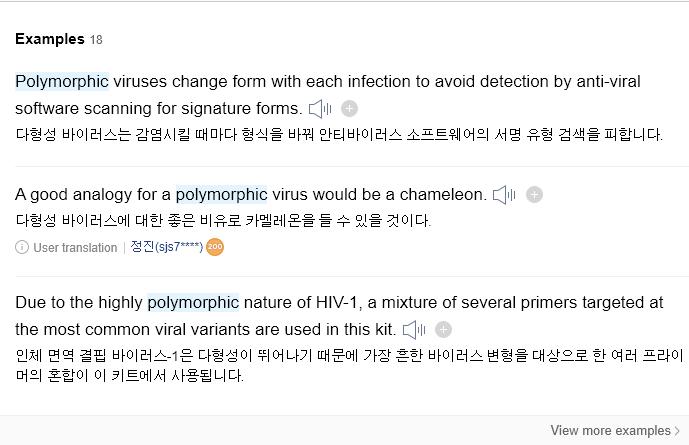 Examples 18
Polymorphic viruses change form with each infection to avoid detection by anti-viral
software scanning for signature forms.
다형성 바이러스는 감염시킬 때마다 형식을 바꿔 안티바이러스 소프트웨어의 서명 유형 검색을 피합니다.
A good analogy for a polymorphic virus would be a chameleon.
다형성 바이러스에 대한 좋은 비유로 카멜레온을 들 수 있을 것이다.
User translation | 정진(sjs7****) 200
Due to the highly polymorphic nature of HIV-1, a mixture of several primers targeted at
the most common viral variants are used in this kit.
인체 면역 결핍 바이러스-1은 다형성이 뛰어나기 때문에 가장 흔한 바이러스 변형을 대상으로 한 여러 프라이
머의 혼합이 이 키트에서 사용됩니다.
View more examples